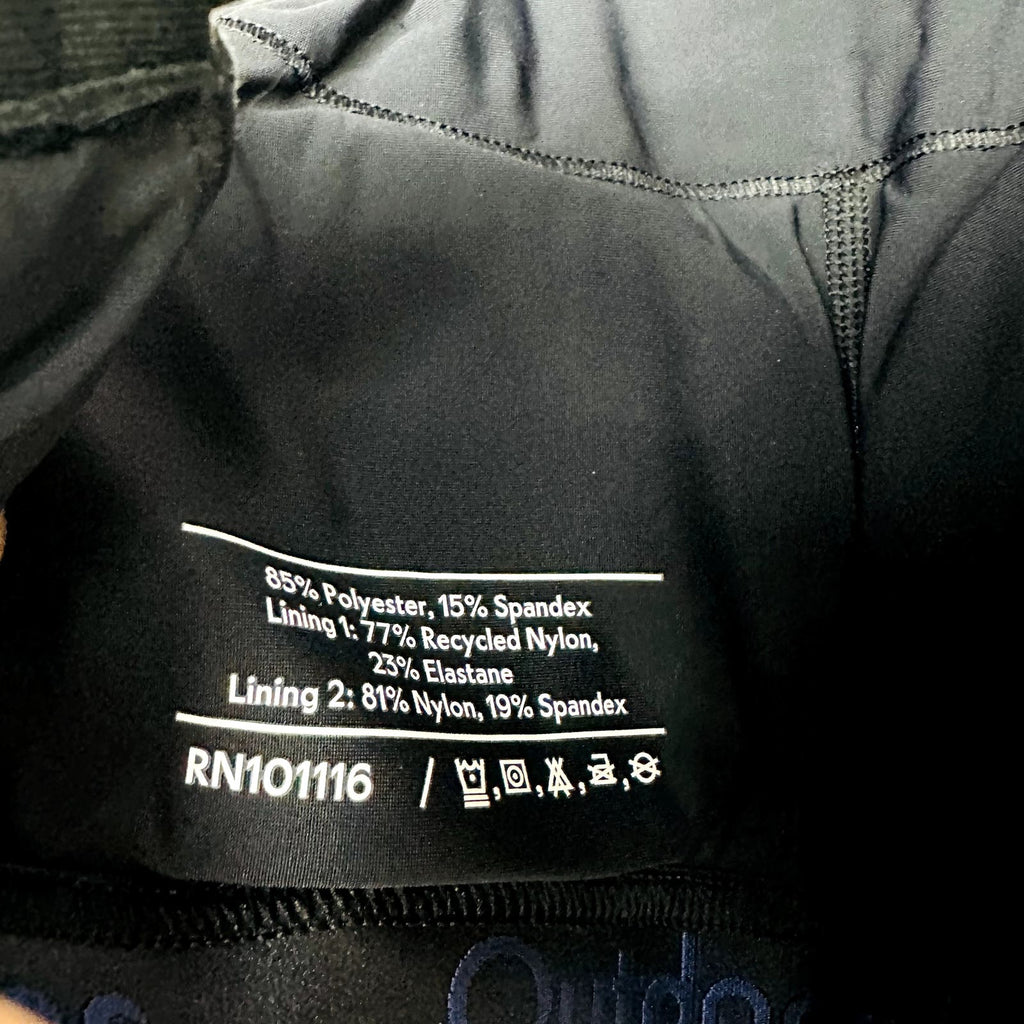 85% Polyester, 15% Spandex
Lining 1: 77% Recycled Nylon,
23% Elastane
Lining 2: 81% Nylon, 19% Spandex
RN101116 /